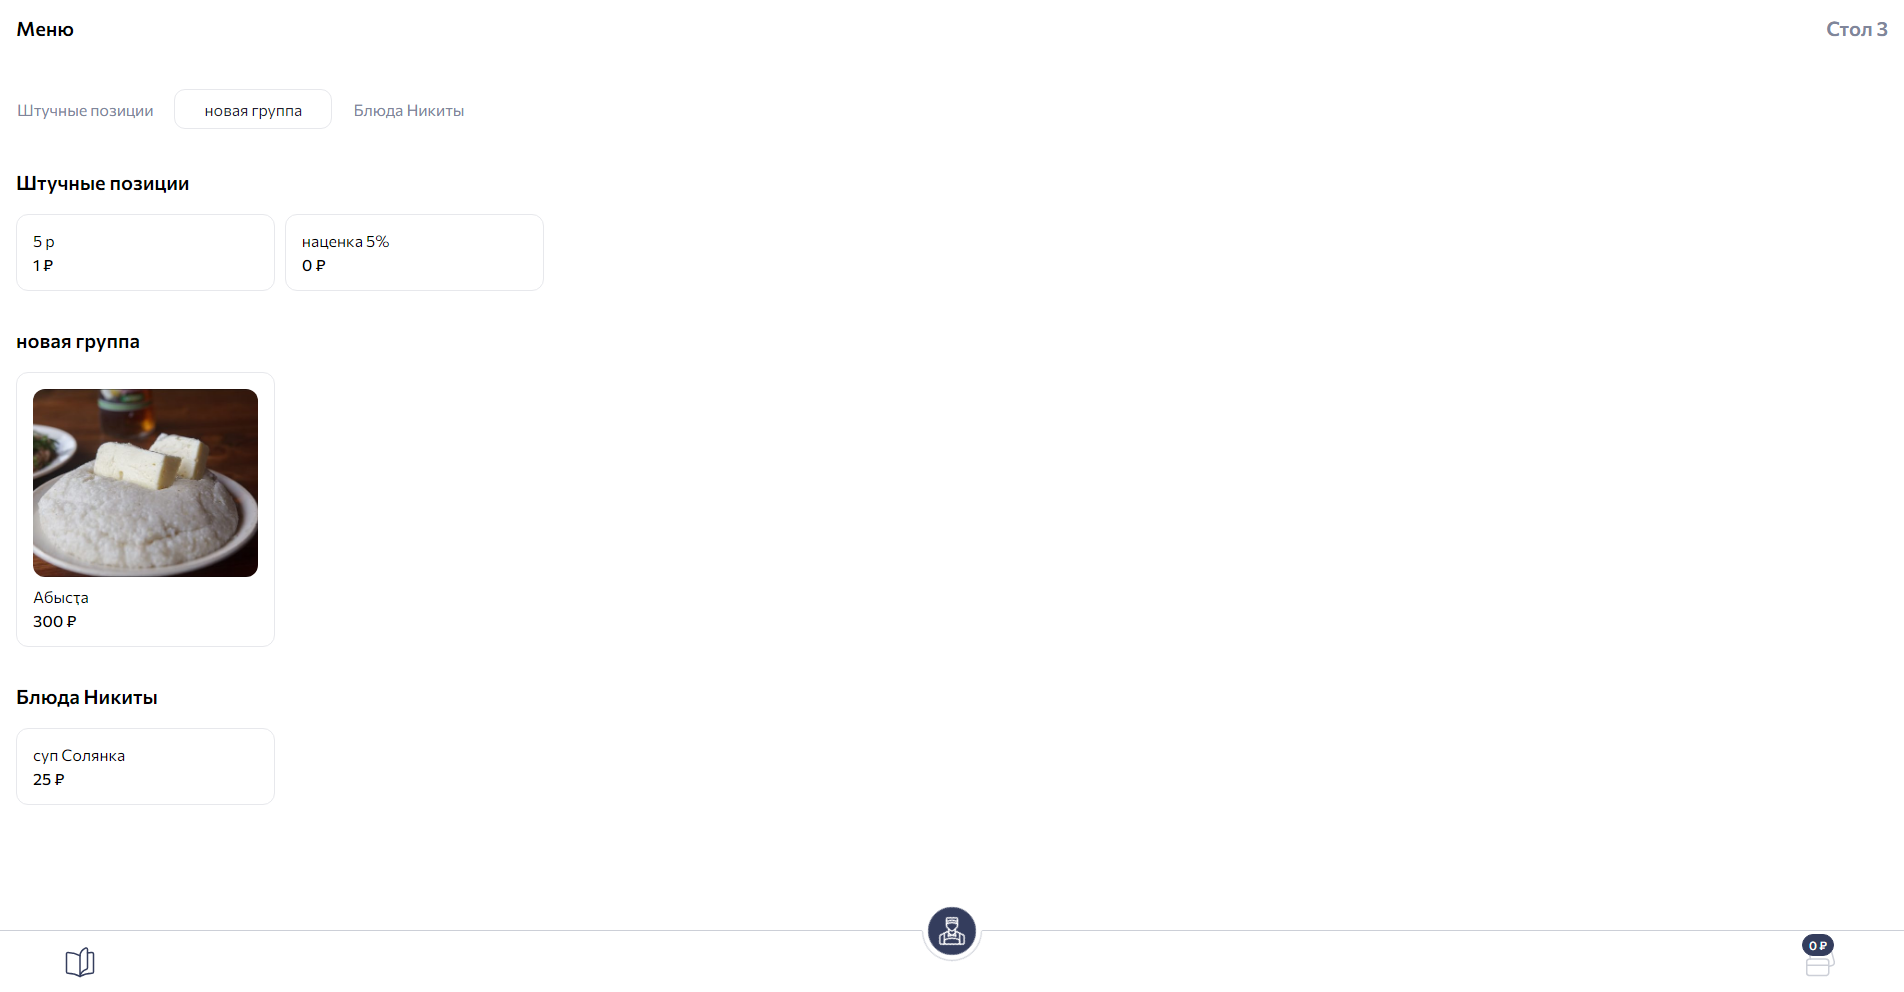 Меню
Стол 3
Штучные позиции
новая группа
Блюда Никиты
Штучные позиции
5 р
1 ₽
наценка 5%
0 ₽
новая группа
Абысҭа
300 ₽
Блюда Никиты
суп Солянка
25 ₽
0 ₽